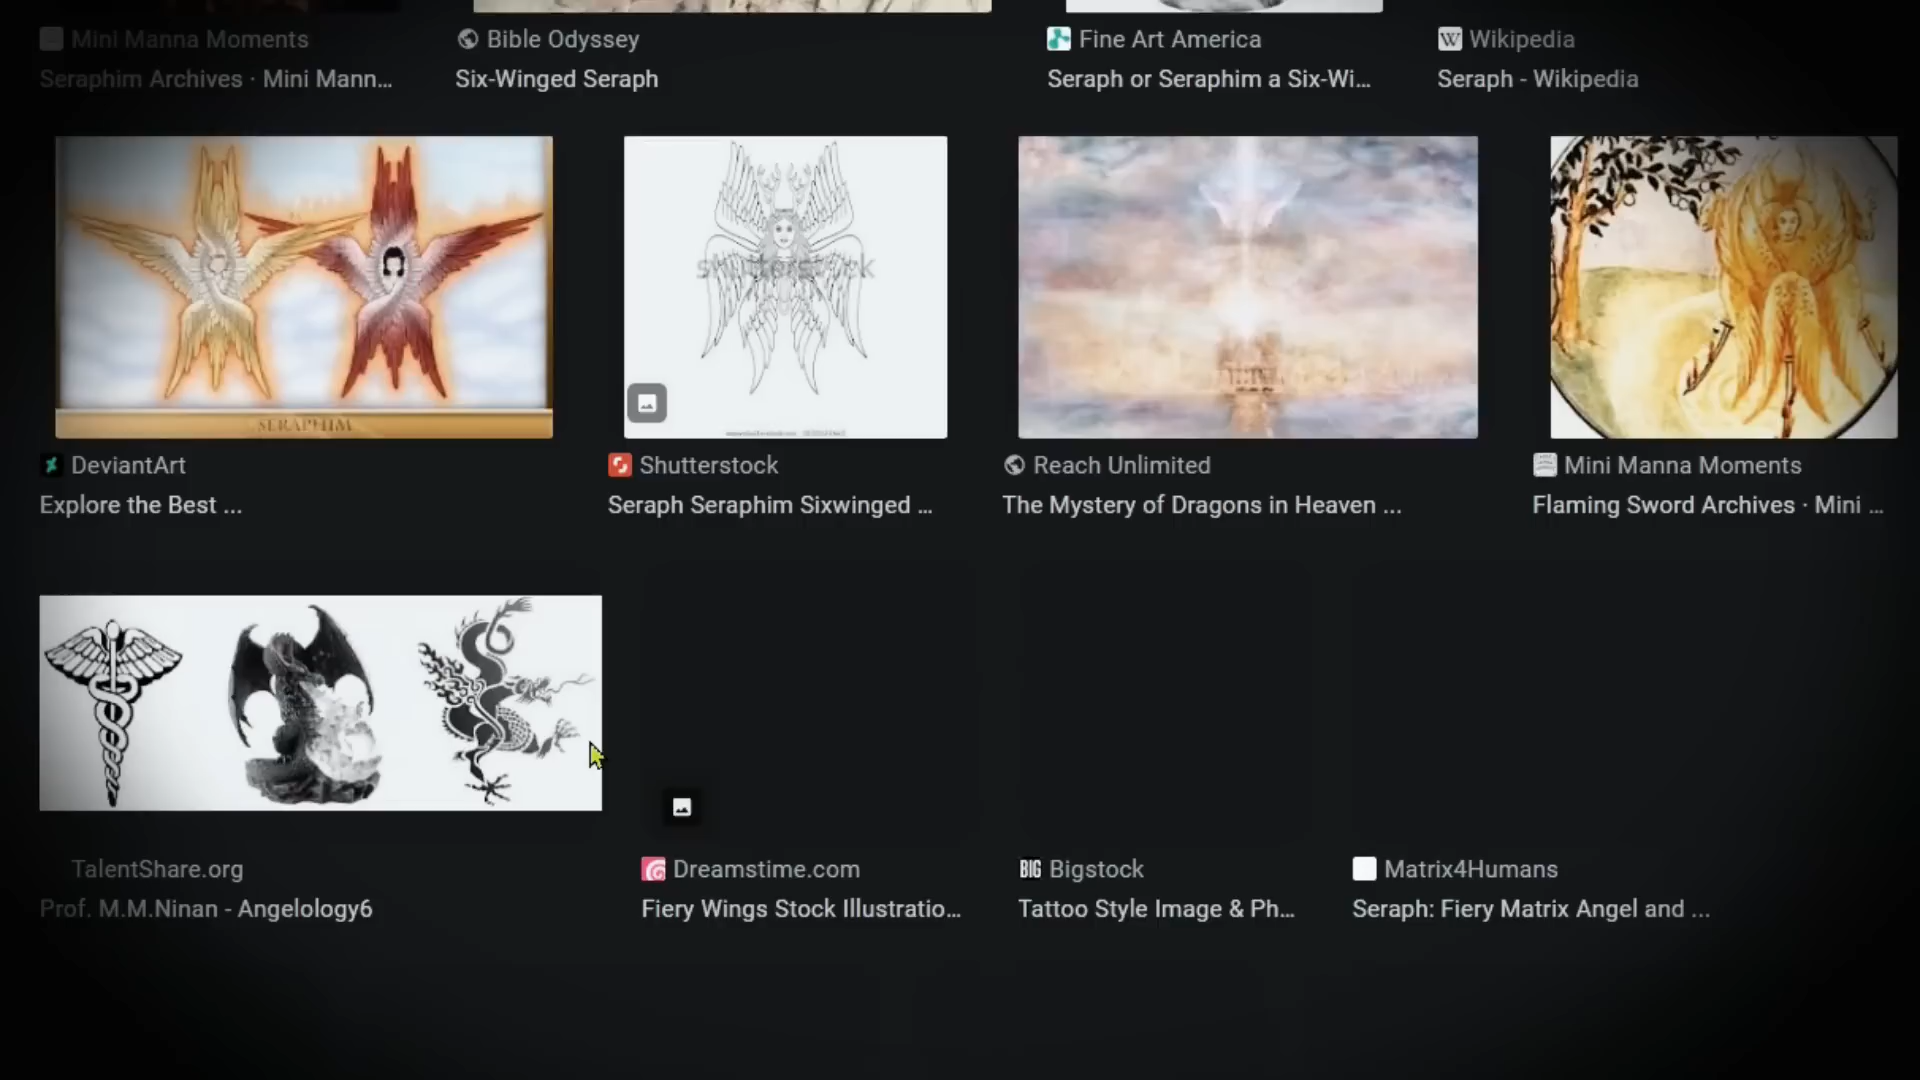 Mini Manna Moments
Seraphim Archives · Mini Mann...
Bible Odyssey
Six-Winged Seraph
Fine Art America
Seraph or Seraphim a Six-Wi...
W Wikipedia
Seraph - Wikipedia
SERAPHIM
shutterstock
DeviantArt
Explore the Best ...
Shutterstock
Seraph Seraphim Sixwinged ...
Reach Unlimited
The Mystery of Dragons in Heaven ...
Mini Manna Moments
Flaming Sword Archives · Mini ...
TalentShare.org
Prof. M.M.Ninan - Angelology6
Dreamstime.com
Fiery Wings Stock Illustratio...
BIG Bigstock
Tattoo Style Image & Ph...
Matrix4Humans
Seraph: Fiery Matrix Angel and ...